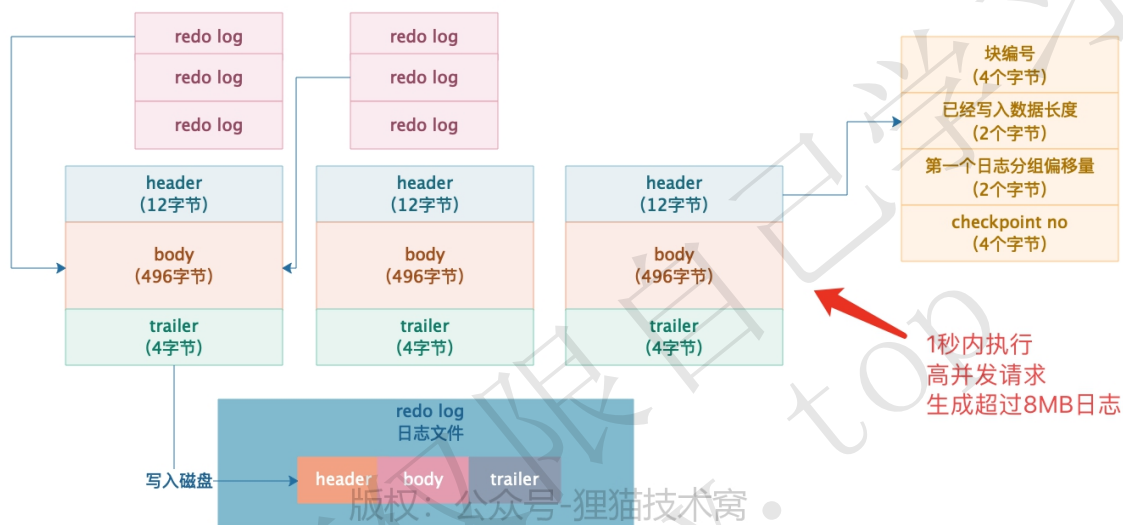 redo log
redo log
redo log
redo log
redo log
redo log
块编号
(4个字节)
已经写入数据长度
(2个字节)
第一个日志分组偏移量
(2个字节)
checkpoint no
(4个字节)
header
(12字节)
body
(496字节)
trailer
(4字节)
header
(12字节)
body
(496字节)
trailer
(4字节)
header
(12字节)
body
(496字节)
trailer
(4字节)
1秒内执行
高并发请求
生成超过8MB日志
redo log
日志文件
写入磁盘
header
body
trailer
版权：公众号-狸猫技术窝
限自己学
top